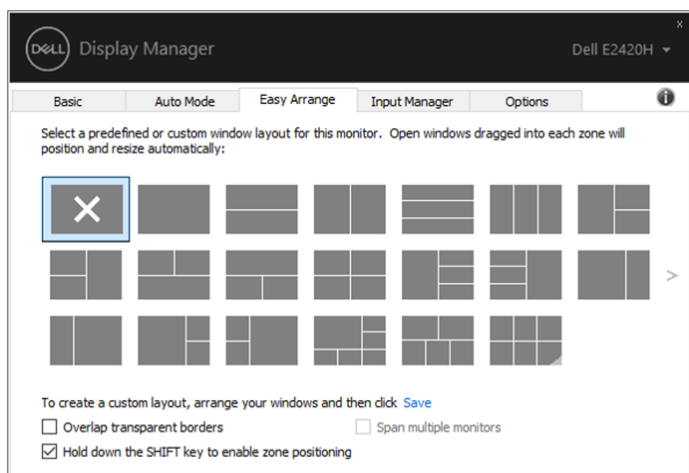 x
DELL Display Manager
Dell E2420H
Basic Auto Mode Easy Arrange Input Manager Options
Select a predefined or custom window layout for this monitor. Open windows dragged into each zone will
position and resize automatically:
To create a custom layout, arrange your windows and then click Save
Overlap transparent borders
Span multiple monitors
Hold down the SHIFT key to enable zone positioning